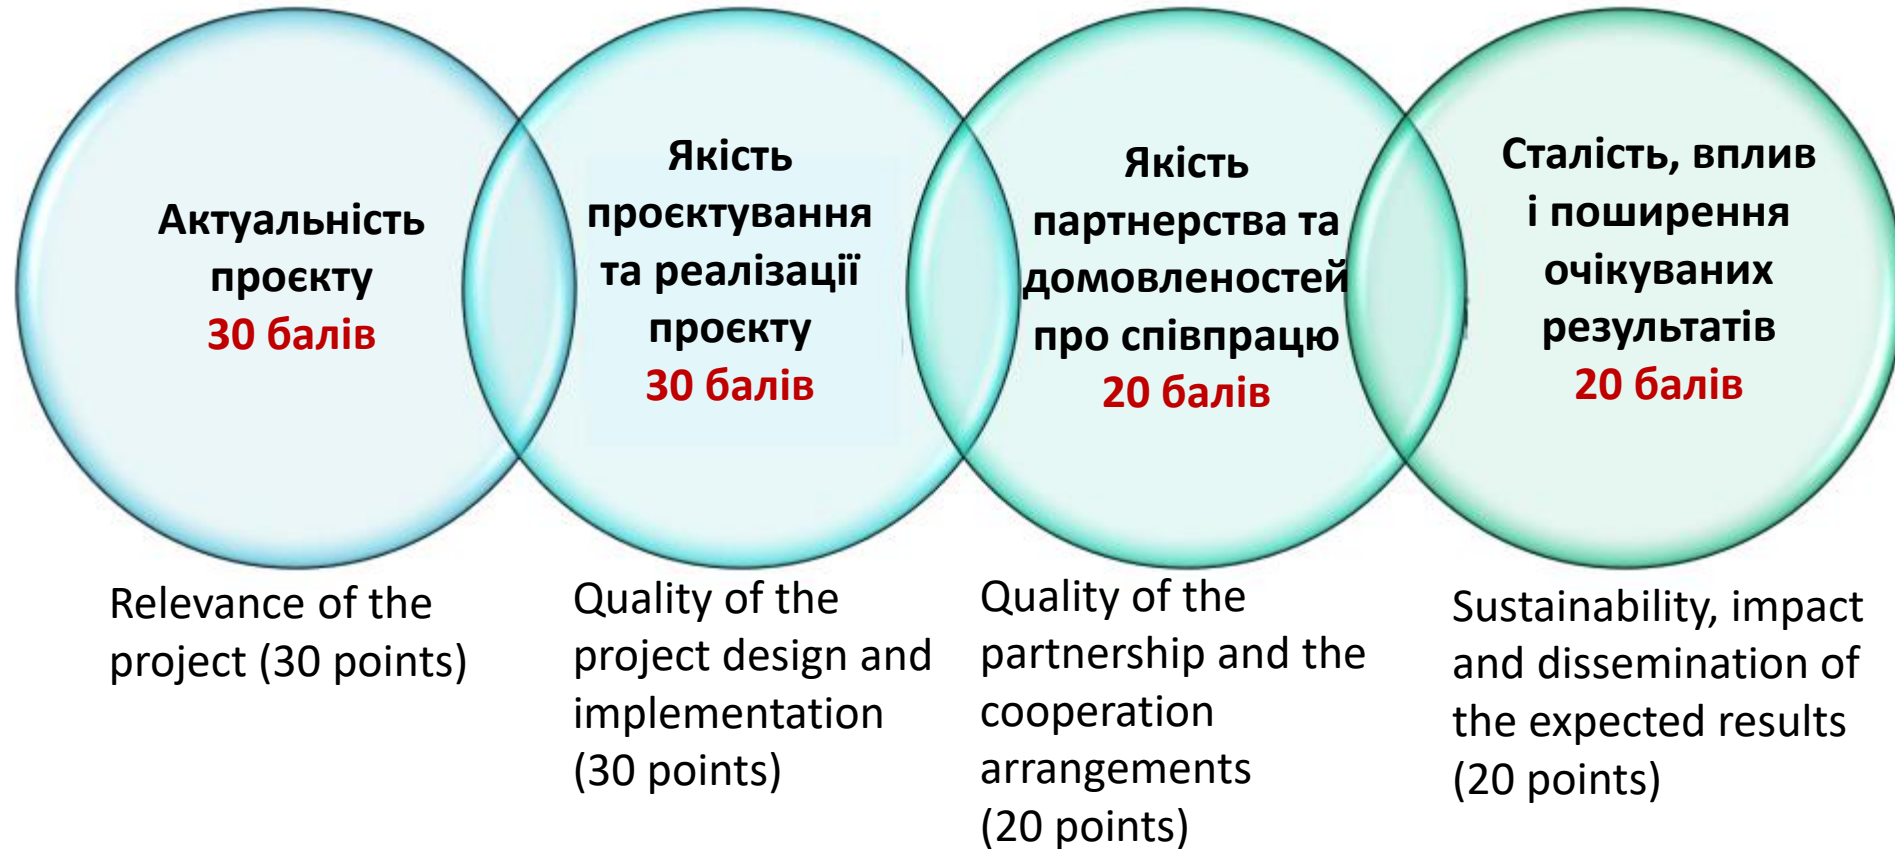 Актуальність
проєкту
30 балів
Якість
проєктування
та реалізації
проєкту
30 балів
Якість
партнерства та
домовленостей
про співпрацю
20 балів
Сталість, вплив
і поширення
очікуваних
результатів
20 балів
Relevance of the
project (30 points)
Quality of the
project design and
implementation
(30 points)
Quality of the
partnership and the
cooperation
arrangements
(20 points)
Sustainability, impact
and dissemination of
the expected results
(20 points)